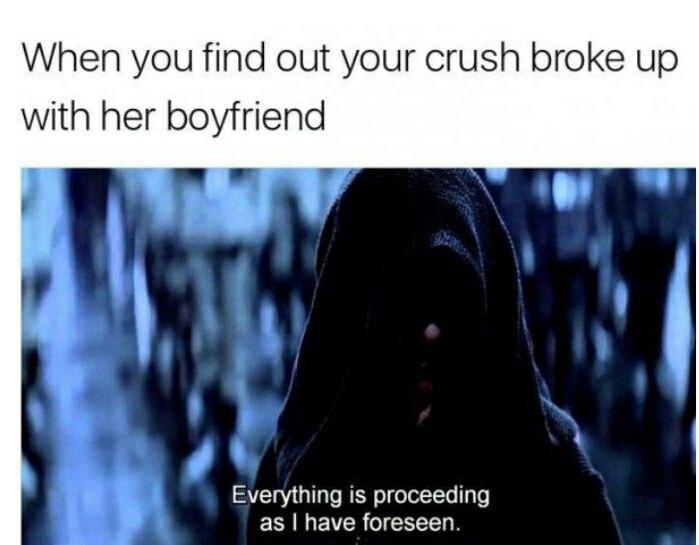 When you find out your crush broke up
with her boyfriend
Everything is proceeding
as I have foreseen.